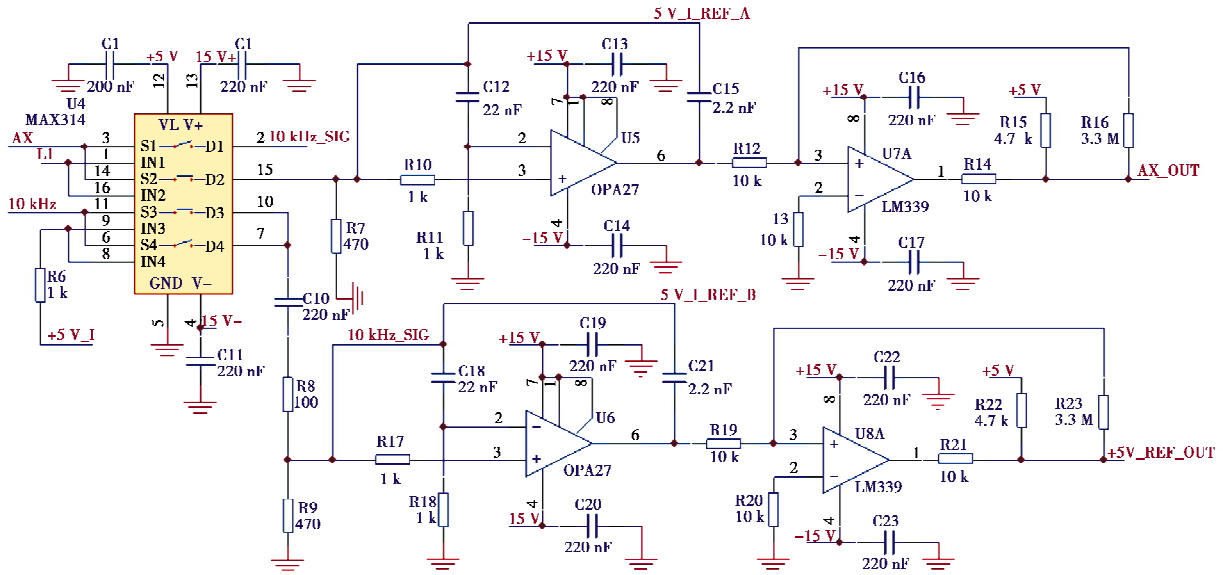 5 V_I_REF_A
C1
+5 V
15 V+
C1
200 nF
12
13
220 nF
U4
MAX314
VL V+
AX
3
S1
D1
2
10 kHz_SIG
L1
1
IN1
14
S2
D2
15
16
IN2
10 kHz
11
S3
D3
10
9
IN3
6
S4
D4
7
8
IN4
GND V−
R6
1 k
+5 V_I
5
4
15 V−
C11
220 nF
C10
220 nF
R8
100
R9
470
R7
470
R10
1 k
R11
1 k
C12
22 nF
+15 V
C13
220 nF
7
1
8
U5
2
3
+
6
OPA27
4
−15 V
C14
220 nF
C15
2.2 nF
R12
10 k
+15 V
C16
220 nF
8
U7A
3
+
2
−
1
LM339
13
10 k
4
−15 V
C17
220 nF
R14
10 k
+5 V
R15
4.7 k
R16
3.3 M
AX_OUT
5 V_I_REF_B
10 kHz_SIG
C18
22 nF
R17
1 k
R18
1 k
+15 V
C19
220 nF
7
1
8
U6
2
−
3
+
6
OPA27
4
15 V
C20
220 nF
C21
2.2 nF
R19
10 k
+15 V
C22
220 nF
8
U8A
3
+
2
−
1
LM339
R20
10 k
4
−15 V
C23
220 nF
R21
10 k
+5 V
R22
4.7 k
R23
3.3 M
+5V_REF_OUT